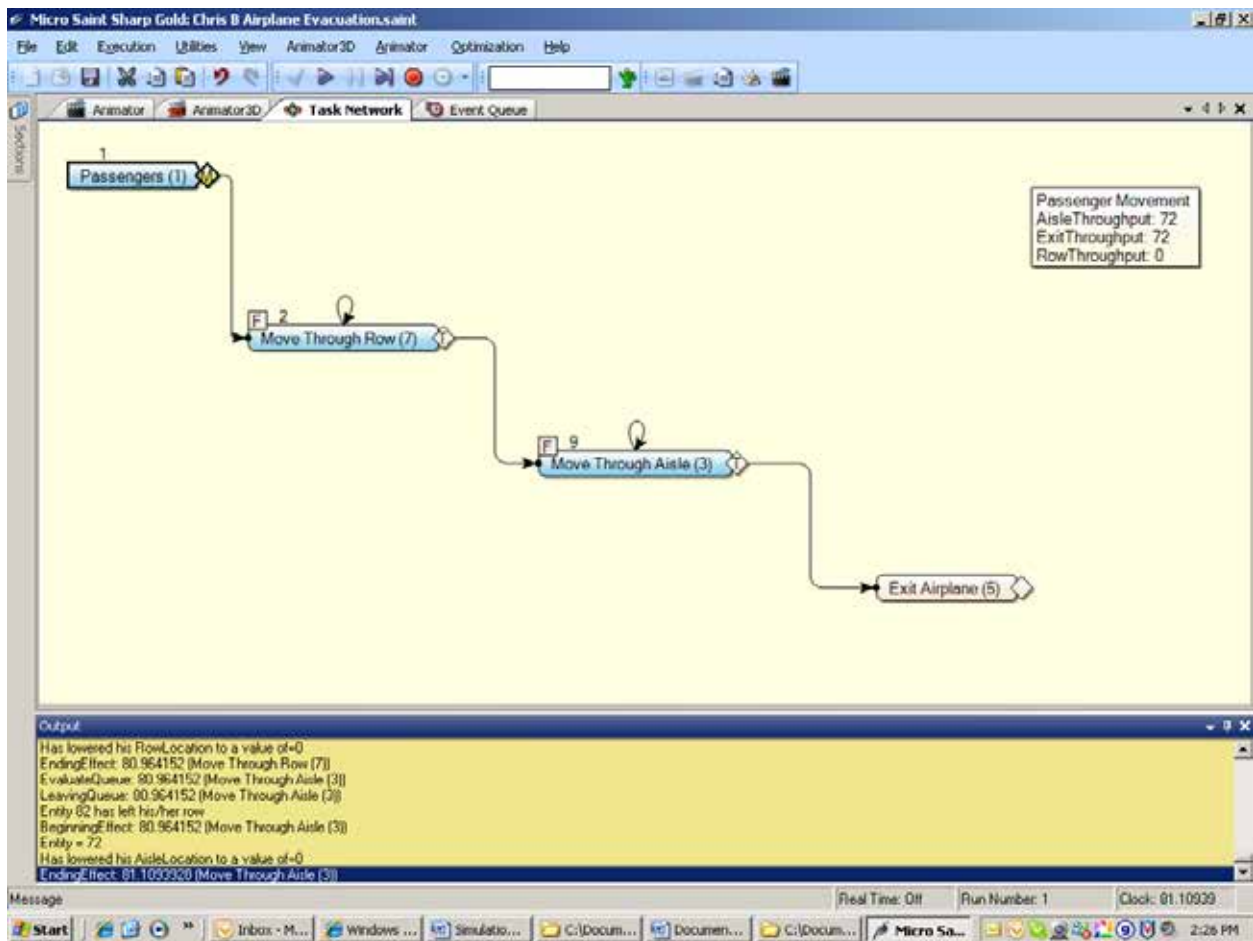 Micro Saint Sharp Gold: Chris B Airplane Evacuation.saint
File Edit Execution Utilities View Animator3D Animator Optimization Help
Animator Animator3D Task Network Event Queue
Sections
1
Passengers (1) M
Passenger Movement
AisleThroughput: 72
ExitThroughput: 72
RowThroughput: 0
F 2
Move Through Row (7) T
F 9
Move Through Aisle (3) T
Exit Airplane (5)
Output
Has lowered his RowLocation to a value of=0
EndingEffect: 80.964152 (Move Through Row (7))
EvaluateQueue: 80.964152 (Move Through Aisle (3))
LeavingQueue: 80.964152 (Move Through Aisle (3))
Entity 82 has left his/her row
BeginningEffect: 80.964152 (Move Through Aisle (3))
Entity = 72
Has lowered his AisleLocation to a value of=0
EndingEffect: 81.1093928 (Move Through Aisle (3))
Message Real Time: Off Run Number: 1 Clock: 81.10939
Start Inbox - M... Windows ... Simulatio... C:\Docum... Documen... C:\Docum... Micro Sa... 2:26 PM